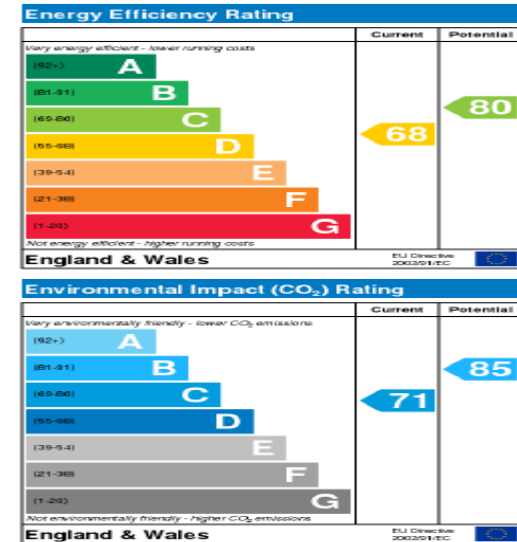 Energy Efficiency Rating
Current Potential
Very energy efficient - lower running costs
(92+) A
(81-91) B
(69-80) C
(55-68) D
(39-54) E
(21-38) F
(1-20) G
68
80
Not energy efficient - higher running costs
England & Wales
EU Directive
2002/91/EC
Environmental Impact (CO₂) Rating
Current Potential
Very environmentally friendly - lower CO₂ emissions
(92+) A
(81-91) B
(69-80) C
(55-68) D
(39-54) E
(21-38) F
(1-20) G
71
85
Not environmentally friendly - higher CO₂ emissions
England & Wales
EU Directive
2002/91/EC